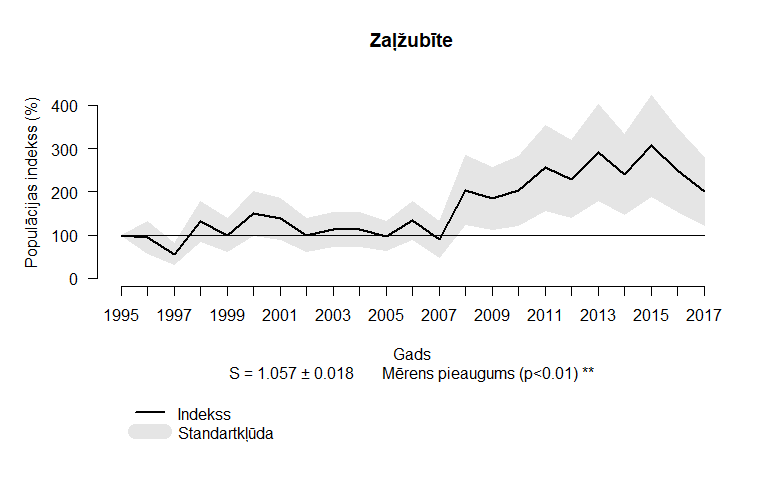 Zaļžubīte
Populācijas indekss (%)
400
300
200
100
0
1995 1997 1999 2001 2003 2005 2007 2009 2011 2013 2015 2017
Gads
S = 1.057 ± 0.018 Mērens pieaugums (p<0.01) **
Indekss
Standartkļūda